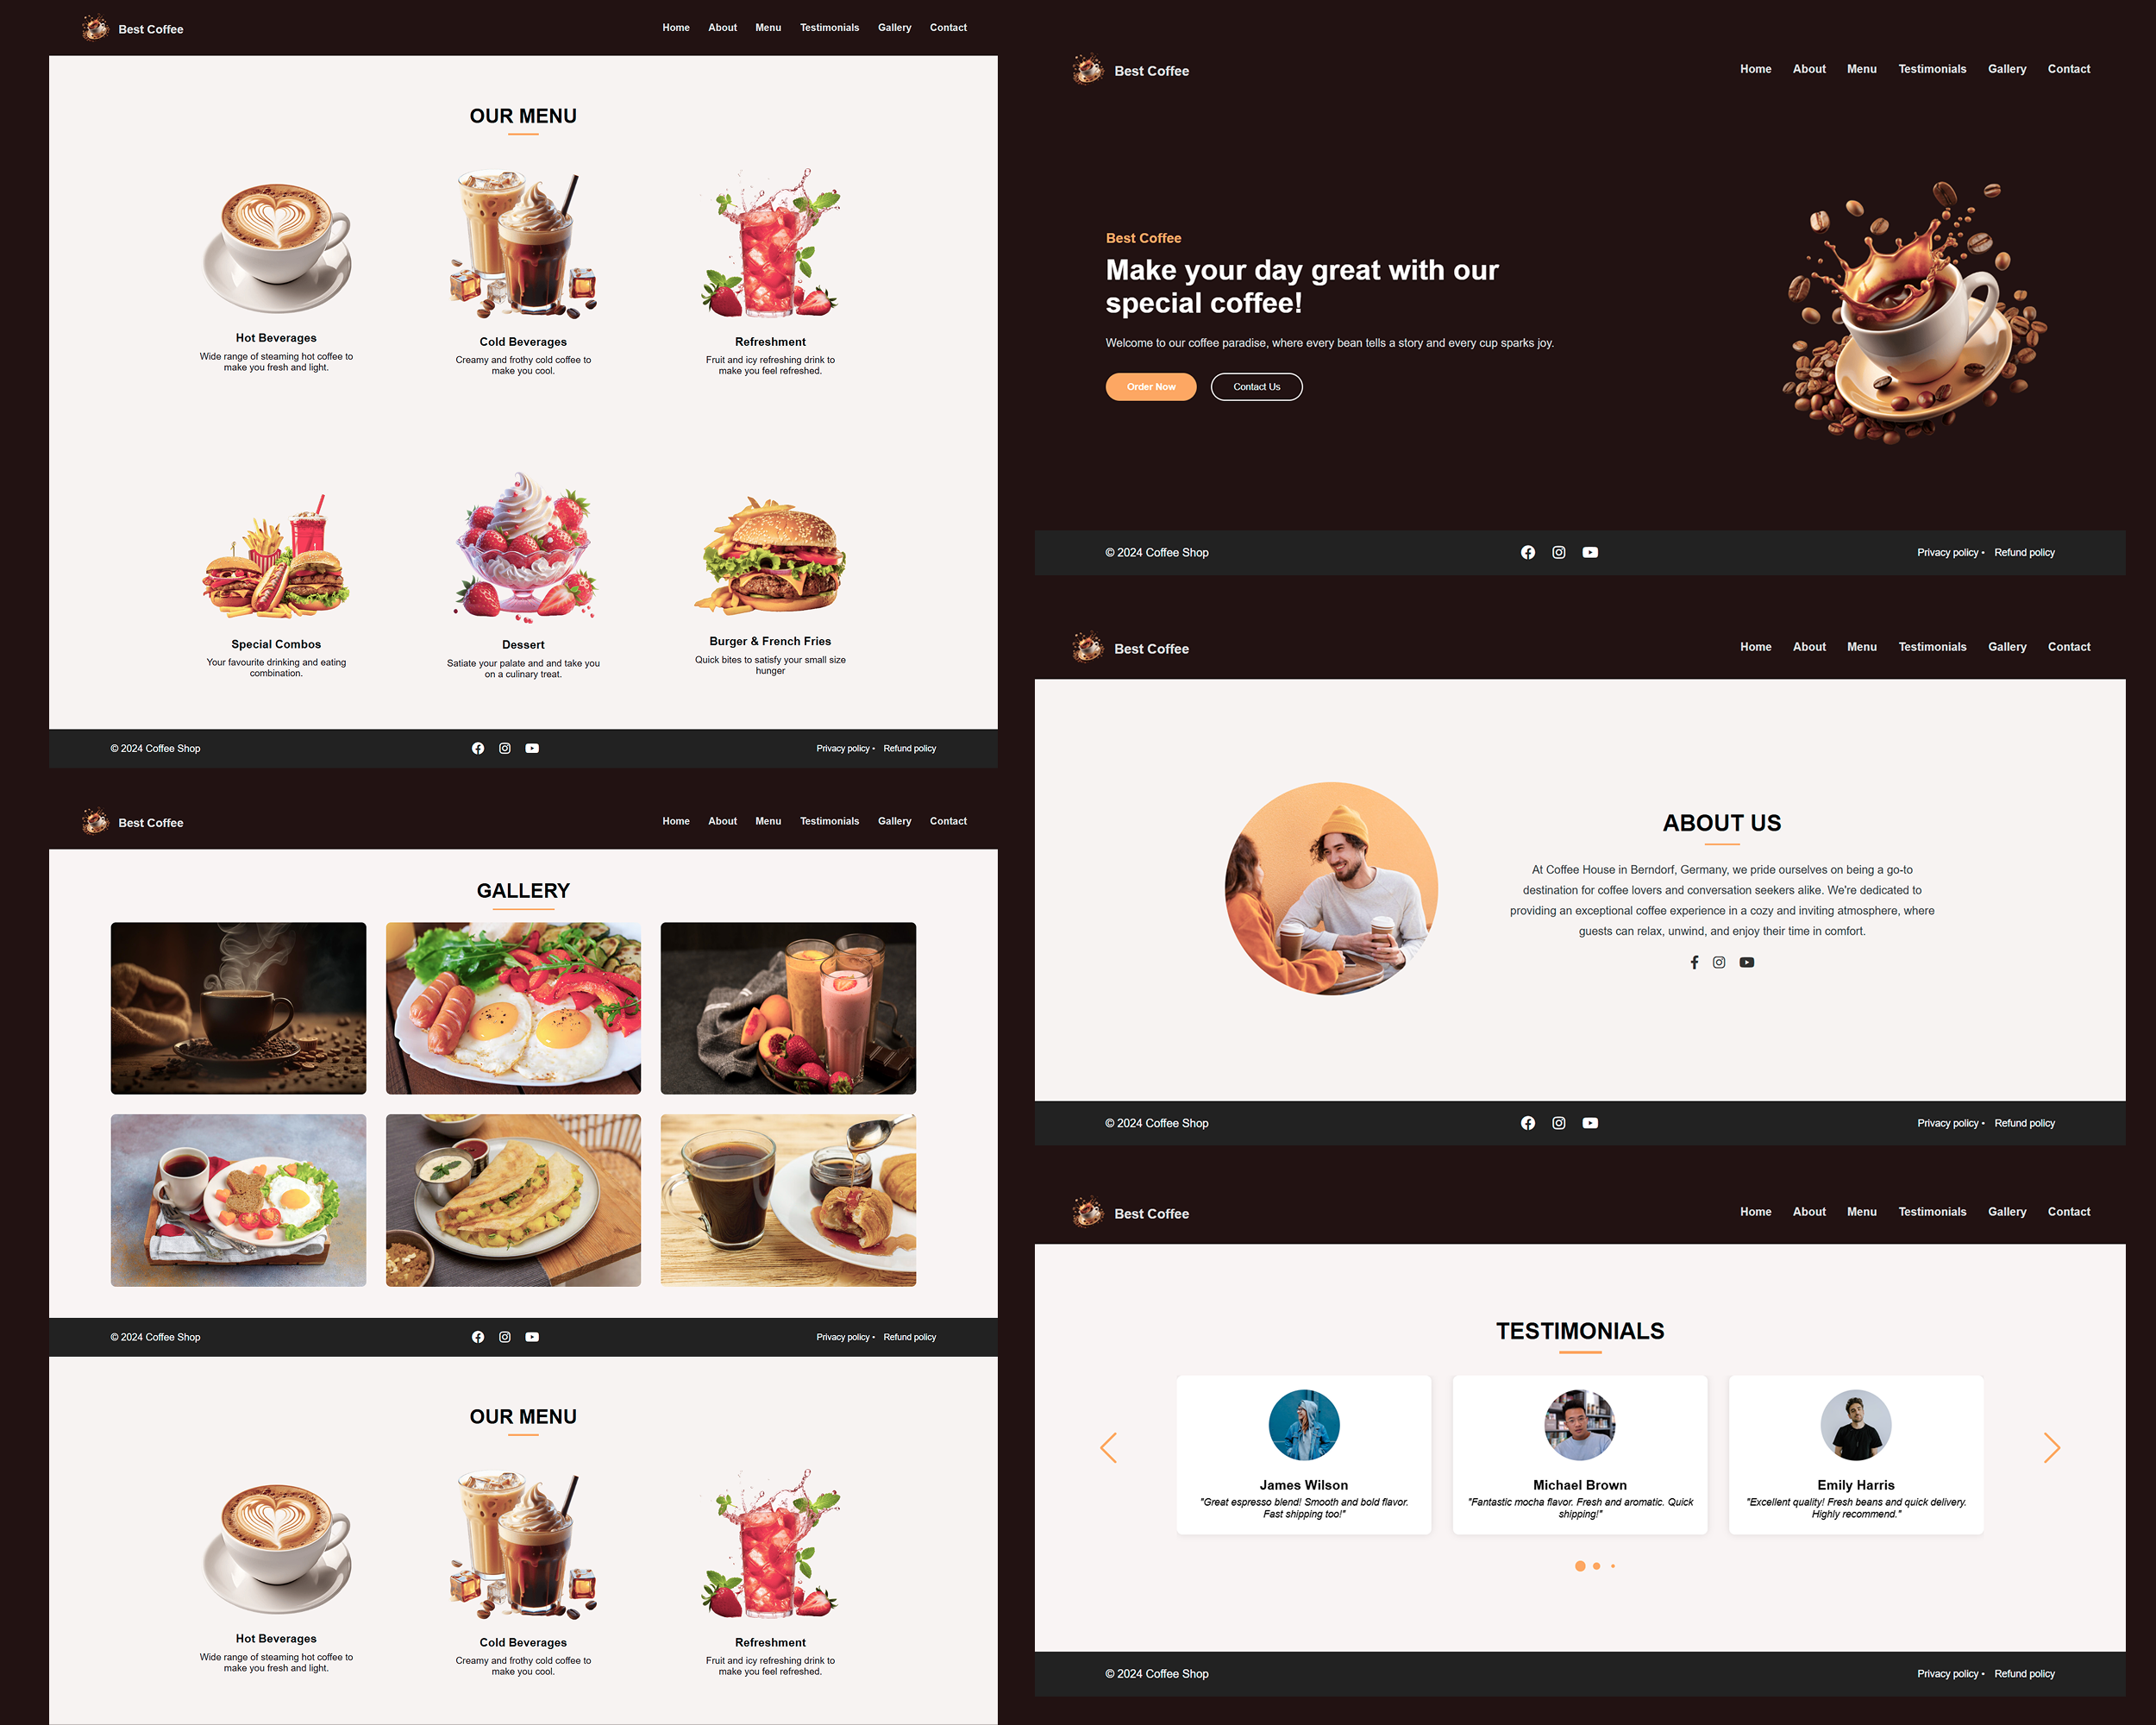 Best Coffee
Home About Menu Testimonials Gallery Contact
OUR MENU
Hot Beverages
Wide range of steaming hot coffee to
make you fresh and light.
Cold Beverages
Creamy and frothy cold coffee to
make you cool.
Refreshment
Fruit and icy refreshing drink to
make you feel refreshed.
Special Combos
Your favourite drinking and eating
combination.
Dessert
Satiate your palate and and take you
on a culinary treat.
Burger & French Fries
Quick bites to satisfy your small size
hunger
© 2024 Coffee Shop
Privacy policy • Refund policy
Best Coffee
Home About Menu Testimonials Gallery Contact
GALLERY
© 2024 Coffee Shop
Privacy policy • Refund policy
OUR MENU
Hot Beverages
Wide range of steaming hot coffee to
make you fresh and light.
Cold Beverages
Creamy and frothy cold coffee to
make you cool.
Refreshment
Fruit and icy refreshing drink to
make you feel refreshed.
Best Coffee
Home About Menu Testimonials Gallery Contact
Best Coffee
Make your day great with our
special coffee!
Welcome to our coffee paradise, where every bean tells a story and every cup sparks joy.
Order Now
Contact Us
© 2024 Coffee Shop
Privacy policy • Refund policy
Best Coffee
Home About Menu Testimonials Gallery Contact
ABOUT US
At Coffee House in Berndorf, Germany, we pride ourselves on being a go-to
destination for coffee lovers and conversation seekers alike. We're dedicated to
providing an exceptional coffee experience in a cozy and inviting atmosphere, where
guests can relax, unwind, and enjoy their time in comfort.
© 2024 Coffee Shop
Privacy policy • Refund policy
Best Coffee
Home About Menu Testimonials Gallery Contact
TESTIMONIALS
James Wilson
"Great espresso blend! Smooth and bold flavor.
Fast shipping too!"
Michael Brown
"Fantastic mocha flavor. Fresh and aromatic. Quick
shipping!"
Emily Harris
"Excellent quality! Fresh beans and quick delivery.
Highly recommend."
© 2024 Coffee Shop
Privacy policy • Refund policy